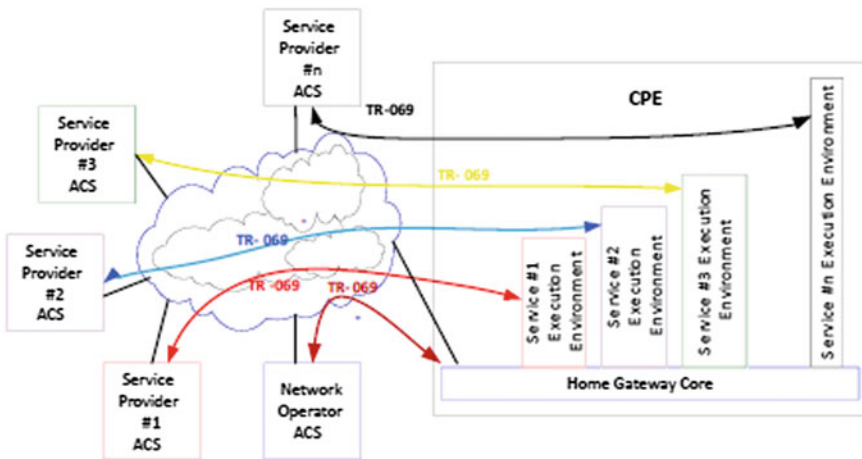 Service
Provider
#n
ACS
TR-069
CPE
Service
Provider
#3
ACS
TR- 069
Service
Provider
#2
ACS
TR- 069
TR -069
TR- 069
Service
Provider
#1
ACS
Network
Operator
ACS
Service #1
Execution
Environment
Service #2
Execution
Environment
Service #3 Execution
Environment
Service #n Execution Environment
Home Gateway Core